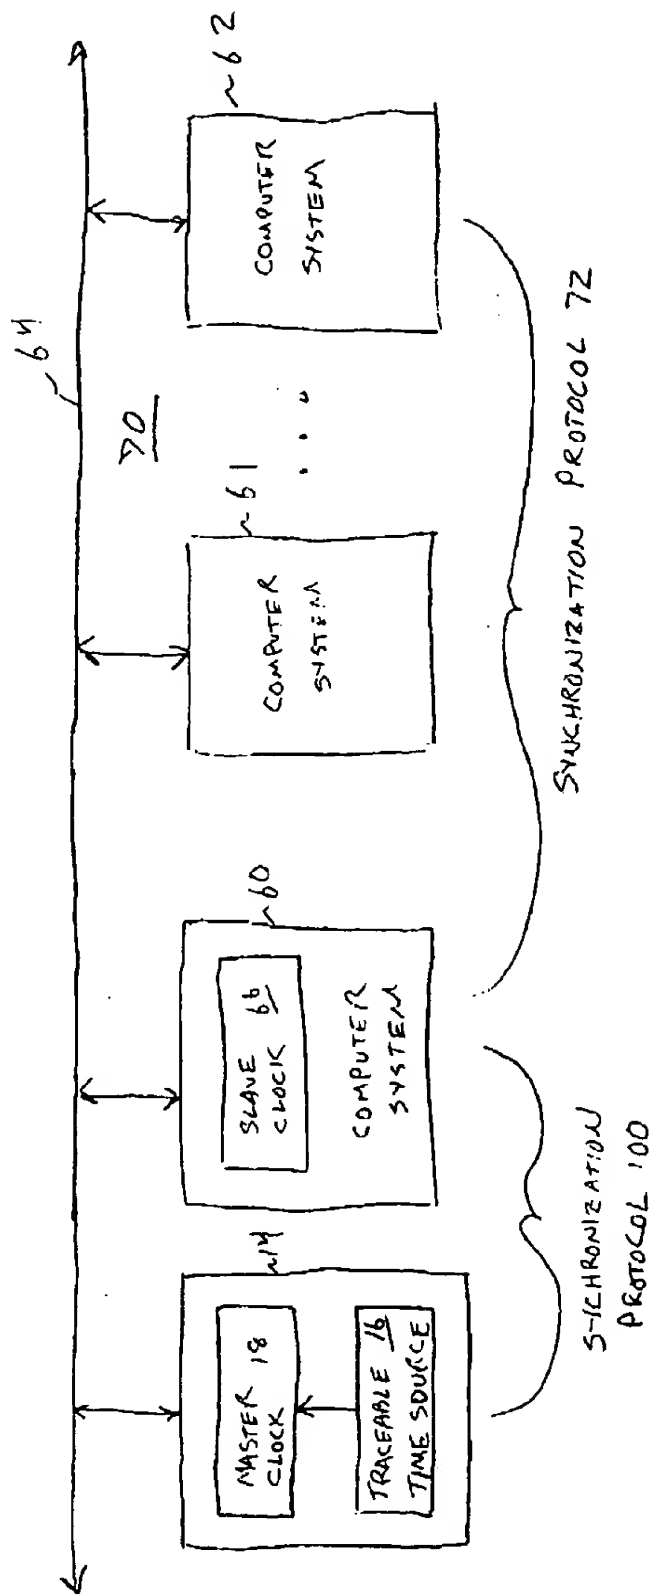 64
70
14
MASTER 18
CLOCK
TRACEABLE 16
TIME SOURCE
60
SLAVE
CLOCK 66
COMPUTER
SYSTEM
61
COMPUTER
SYSTEM
...
62
COMPUTER
SYSTEM
PROTOCOL 100
SYNCHRONIZATION PROTOCOL 72